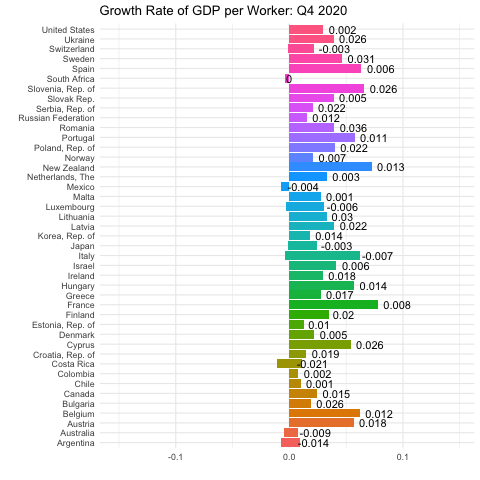 Growth Rate of GDP per Worker: Q4 2020
United States 0.002
Ukraine 0.026
Switzerland -0.003
Sweden 0.031
Spain 0.006
South Africa 0
Slovenia, Rep. of 0.026
Slovak Rep. 0.005
Serbia, Rep. of 0.022
Russian Federation 0.012
Romania 0.036
Portugal 0.011
Poland, Rep. of 0.022
Norway 0.007
New Zealand 0.013
Netherlands, The 0.003
Mexico -0.004
Malta 0.001
Luxembourg -0.006
Lithuania 0.03
Latvia 0.022
Korea, Rep. of 0.014
Japan -0.003
Italy -0.007
Israel 0.006
Ireland 0.018
Hungary 0.014
Greece 0.017
France 0.008
Finland 0.02
Estonia, Rep. of 0.01
Denmark 0.005
Cyprus 0.026
Croatia, Rep. of 0.019
Costa Rica -0.021
Colombia 0.002
Chile 0.001
Canada 0.015
Bulgaria 0.026
Belgium 0.012
Austria 0.018
Australia -0.009
Argentina -0.014
-0.1 0.0 0.1